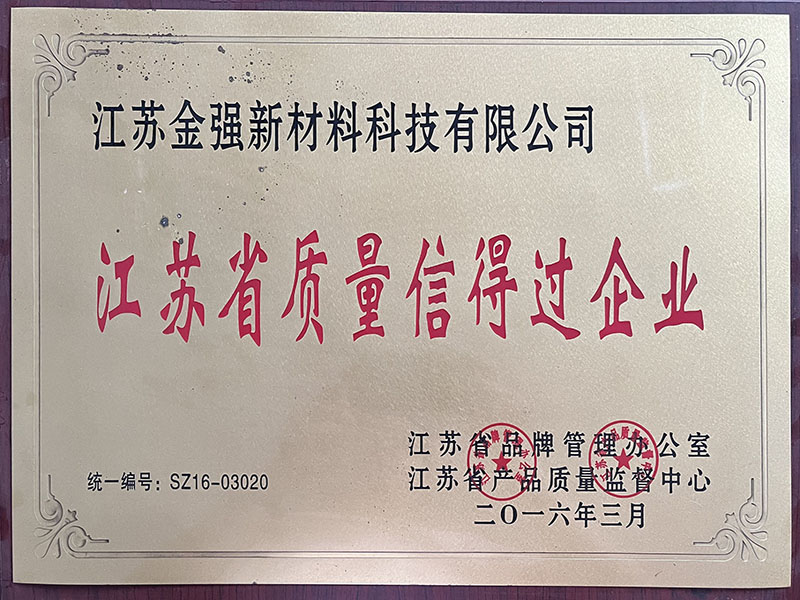 江苏金强新材料科技有限公司
江苏省质量信得过企业
江苏省品牌管理办公室
统一编号：SZ16-03020
江苏省产品质量监督中心
二〇一六年三月